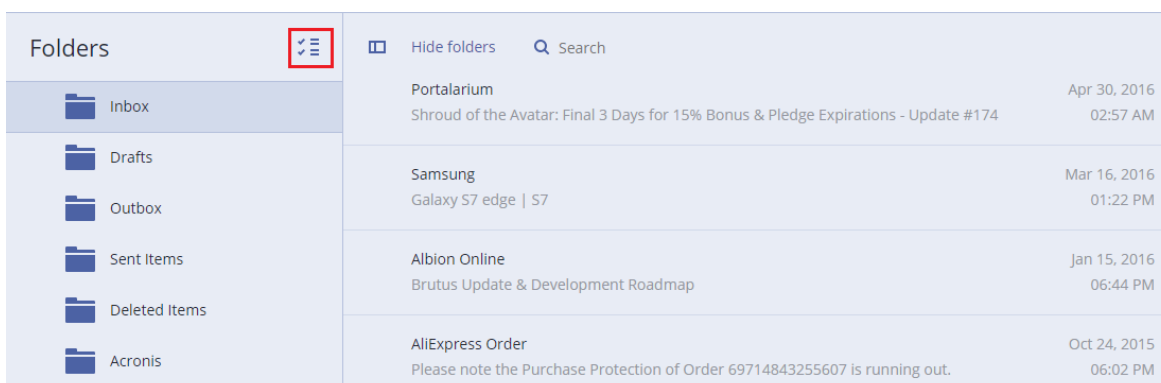 Folders
Inbox
Drafts
Outbox
Sent Items
Deleted Items
Acronis
Hide folders Search
Portalarium Apr 30, 2016
Shroud of the Avatar: Final 3 Days for 15% Bonus & Pledge Expirations - Update #174 02:57 AM
Samsung Mar 16, 2016
Galaxy S7 edge | S7 01:22 PM
Albion Online Jan 15, 2016
Brutus Update & Development Roadmap 06:44 PM
AliExpress Order Oct 24, 2015
Please note the Purchase Protection of Order 69714843255607 is running out. 06:02 PM